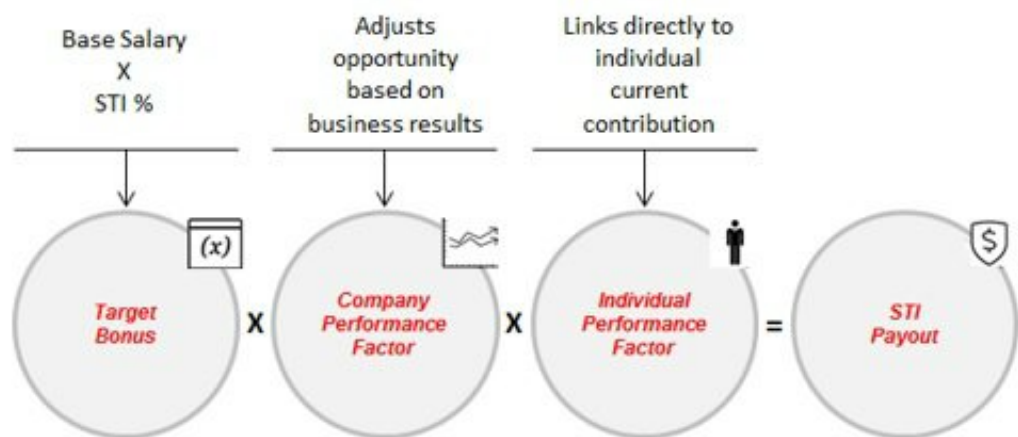 Base Salary
X
STI %
Adjusts
opportunity
based on
business results
Links directly to
individual
current
contribution
(x)
$
Target
Bonus
X
Company
Performance
Factor
X
Individual
Performance
Factor
=
STI
Payout